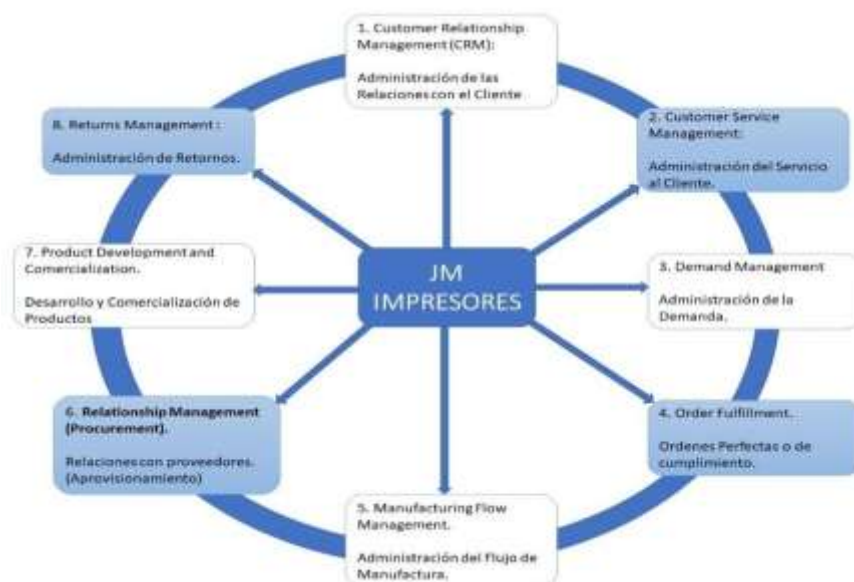 1. Customer Relationship
Management (CRM):
Administración de las
Relaciones con el Cliente
2. Customer Service
Management:
Administración del Servicio
al Cliente.
3. Demand Management
Administración de la
Demanda.
4. Order Fulfillment.
Ordenes Perfectas o de
cumplimiento.
5. Manufacturing Flow
Management.
Administración del Flujo de
Manufactura.
6. Relationship Management
(Procurement).
Relaciones con proveedores.
(Aprovisionamiento)
7. Product Development and
Comercialization.
Desarrollo y Comercialización de
Productos
8. Returns Management :
Administración de Retornos.
JM
IMPRESORES